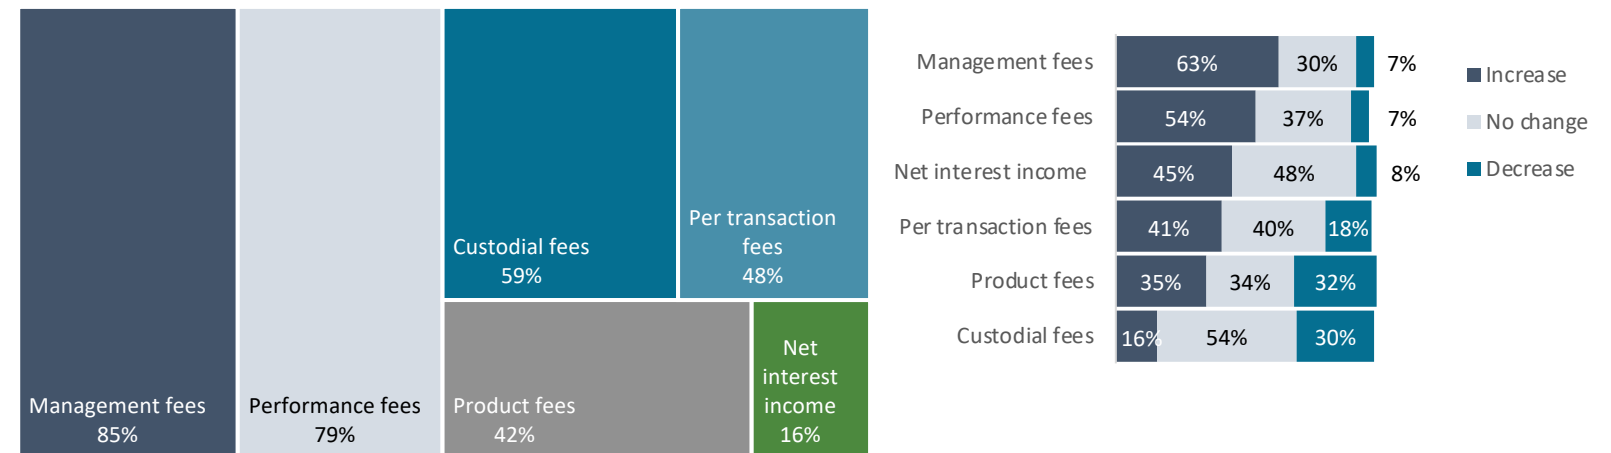 Management fees
85%
Performance fees
79%
Custodial fees
59%
Per transaction
fees
48%
Product fees
42%
Net
interest
income
16%
Management fees 63% 30% 7%
Performance fees 54% 37% 7%
Net interest income 45% 48% 8%
Per transaction fees 41% 40% 18%
Product fees 35% 34% 32%
Custodial fees 16% 54% 30%
Increase
No change
Decrease